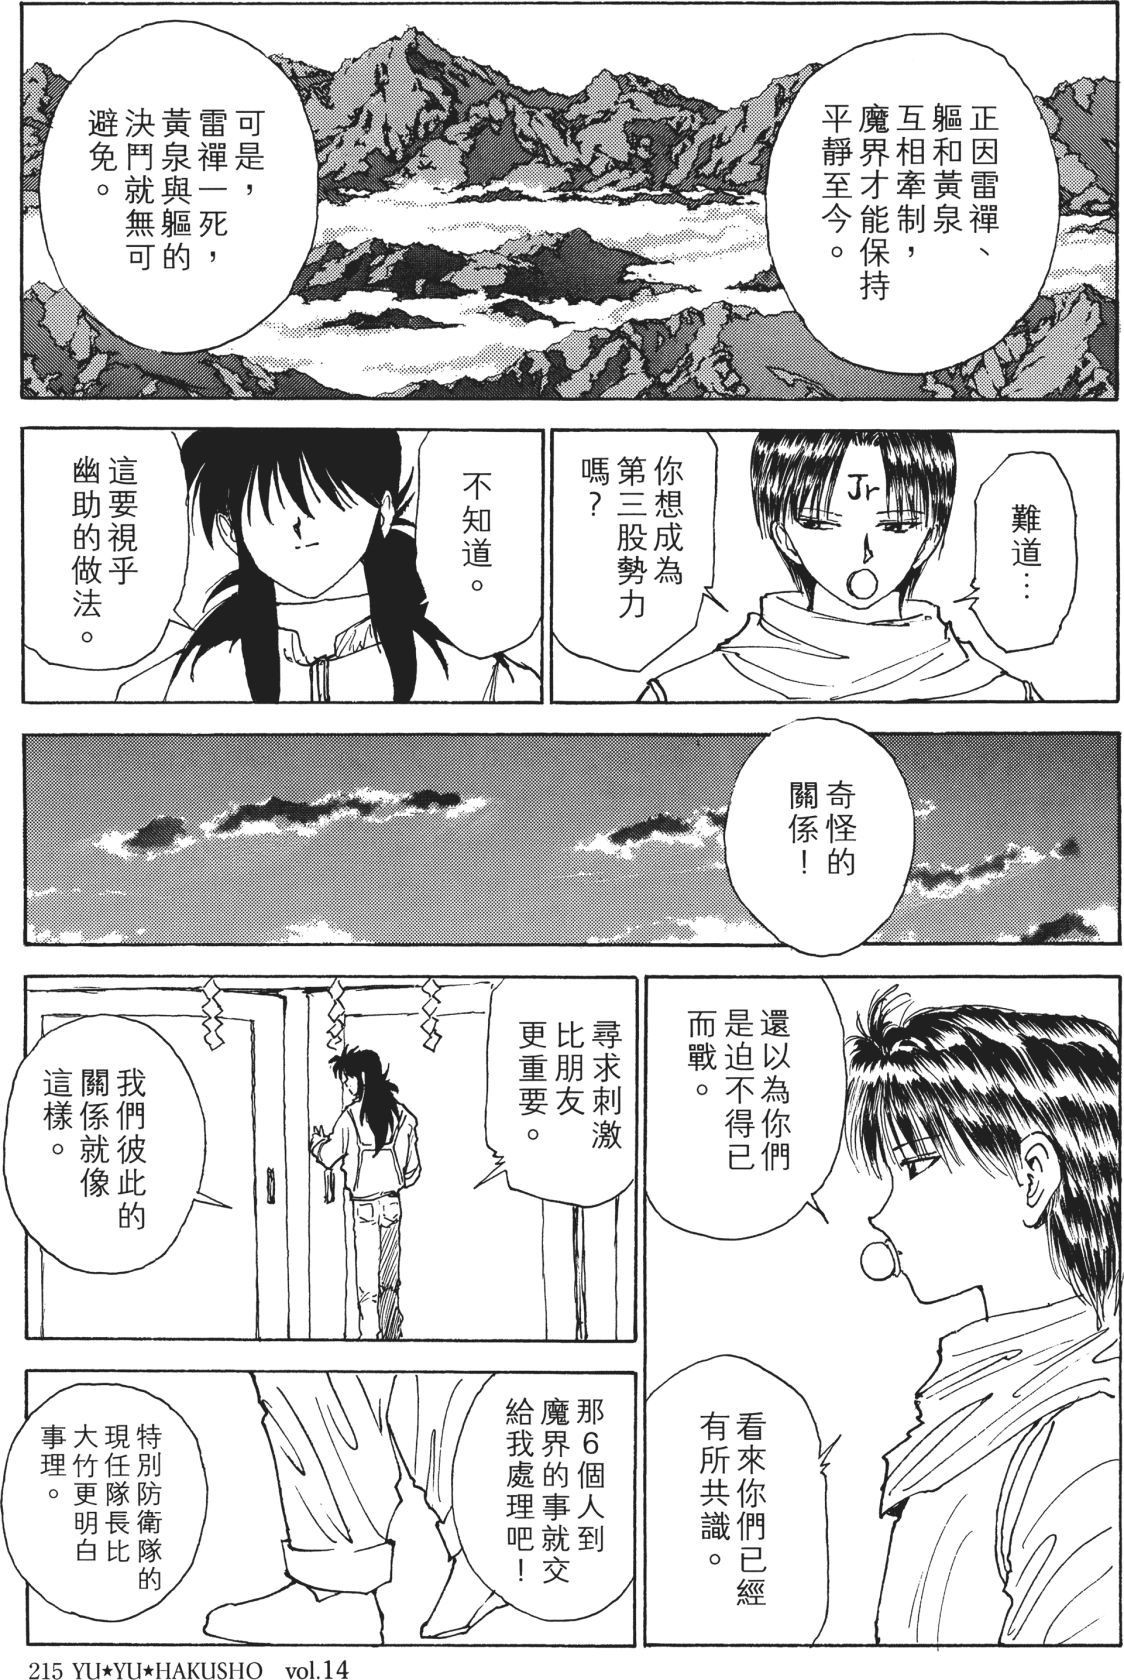 正因雷禪、
軀和黃泉
互相牽制，
魔界才能保持
平靜至今。
可是，
雷禪一死，
黃泉與軀的
決鬥就無可
避免。
難道…
Jr
你想成為
第三股勢力
嗎？
不知道。
這要視乎
幽助的做法。
奇怪的
關係！
還以為你們
是迫不得已
而戰。
看來你們已經
有所共識。
尋求刺激
比朋友
更重要。
我們彼此的
關係就像
這樣。
那6個人到
魔界的事就交
給我處理吧！
特別防衛隊的
現任隊長比
大竹更明白
事理。
215 YU★YU★HAKUSHO vol.14